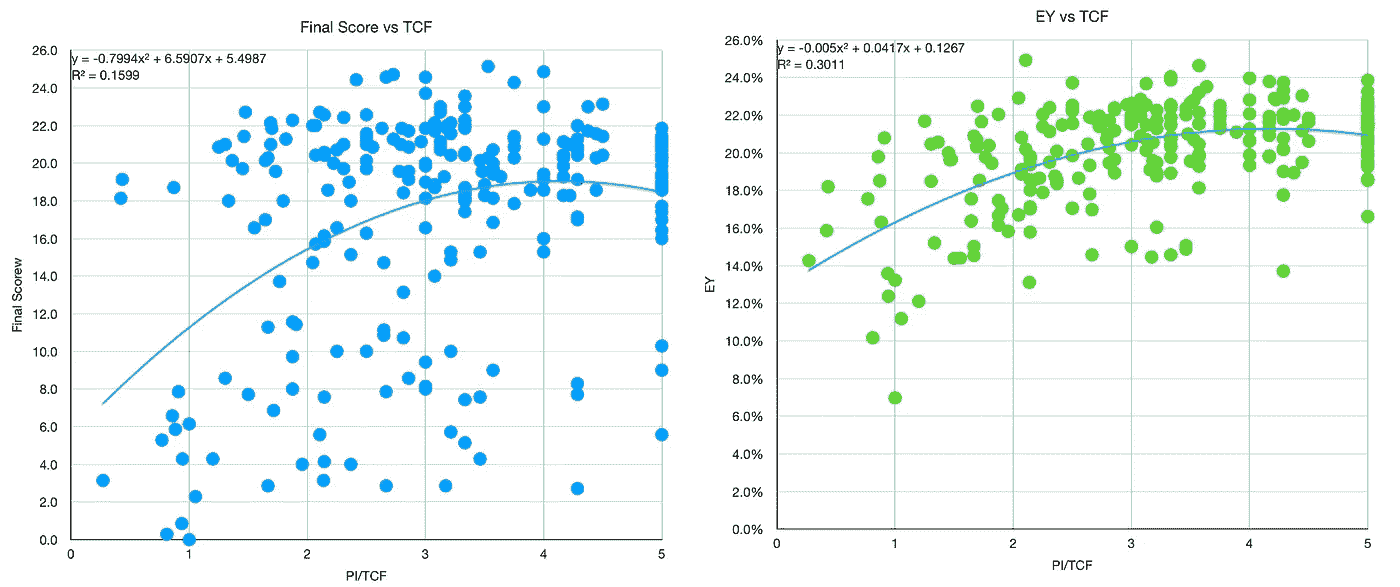 Final Score vs TCF
y = -0.7994x² + 6.5907x + 5.4987
R² = 0.1599
26.0
24.0
22.0
20.0
18.0
16.0
14.0
12.0
10.0
8.0
6.0
4.0
2.0
0.0
Final Scorew
0 1 2 3 4 5
PI/TCF
EY vs TCF
y = -0.005x² + 0.0417x + 0.1267
R² = 0.3011
26.0%
24.0%
22.0%
20.0%
18.0%
16.0%
14.0%
12.0%
10.0%
8.0%
6.0%
4.0%
2.0%
0.0%
EY
0 1 2 3 4 5
PI/TCF